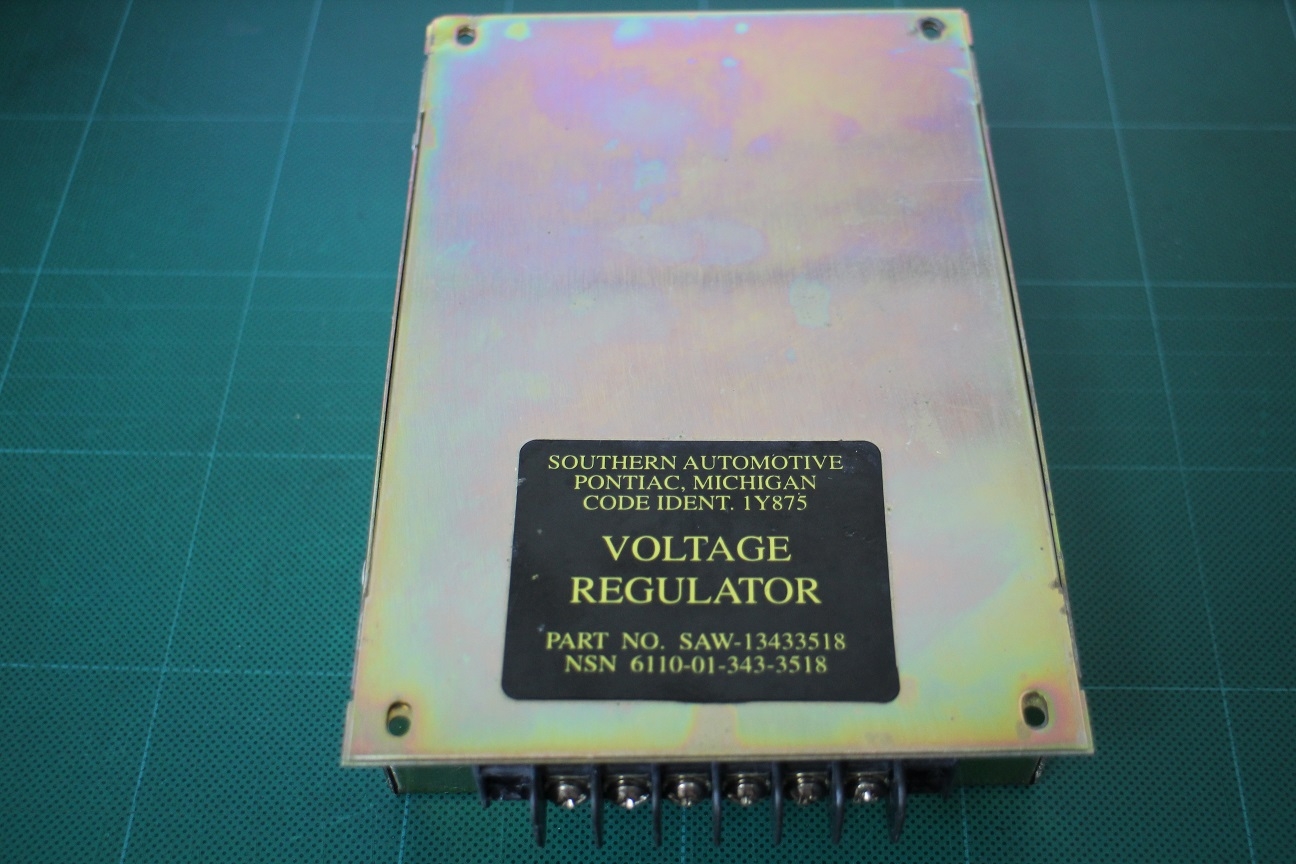 SOUTHERN AUTOMOTIVE
PONTIAC, MICHIGAN
CODE IDENT. 1Y875
VOLTAGE
REGULATOR
PART NO. SAW-13433518
NSN 6110-01-343-3518